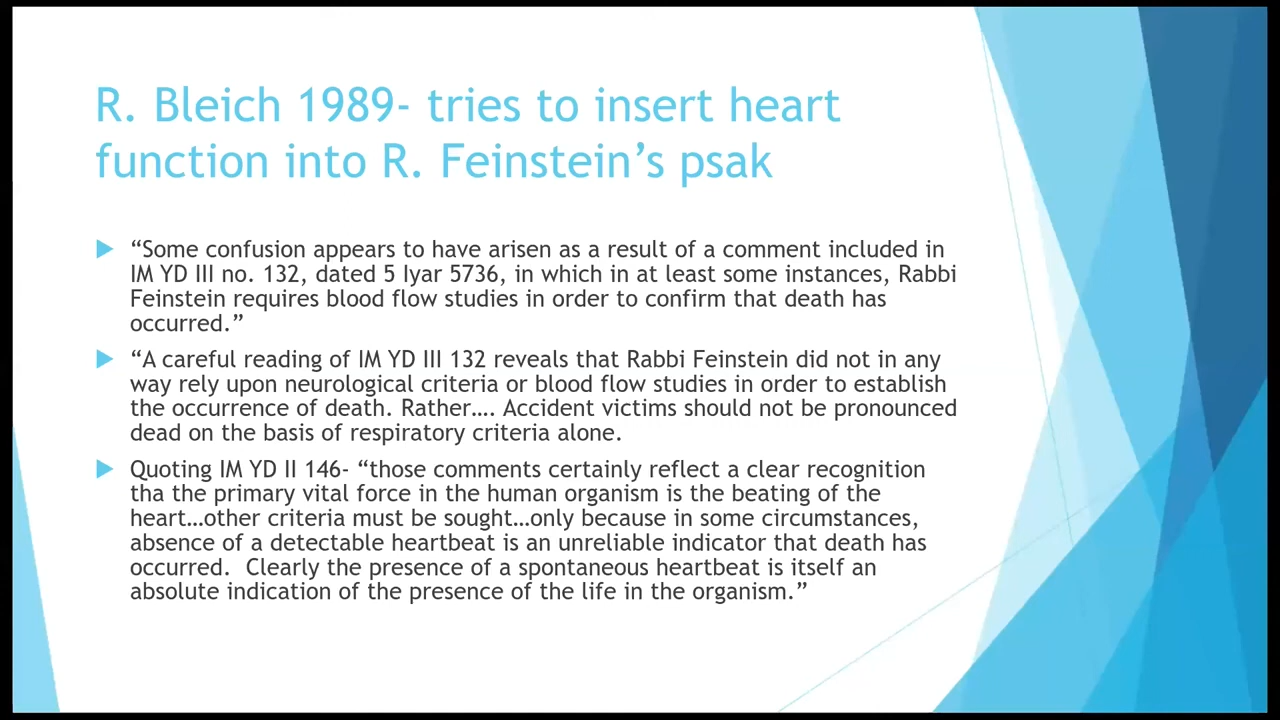 R. Bleich 1989- tries to insert heart
function into R. Feinstein’s psak
“Some confusion appears to have arisen as a result of a comment included in
IM YD III no. 132, dated 5 Iyar 5736, in which in at least some instances, Rabbi
Feinstein requires blood flow studies in order to confirm that death has
occurred.”
“A careful reading of IM YD III 132 reveals that Rabbi Feinstein did not in any
way rely upon neurological criteria or blood flow studies in order to establish
the occurrence of death. Rather…. Accident victims should not be pronounced
dead on the basis of respiratory criteria alone.
Quoting IM YD II 146- “those comments certainly reflect a clear recognition
tha the primary vital force in the human organism is the beating of the
heart…other criteria must be sought…only because in some circumstances,
absence of a detectable heartbeat is an unreliable indicator that death has
occurred.  Clearly the presence of a spontaneous heartbeat is itself an
absolute indication of the presence of the life in the organism.”